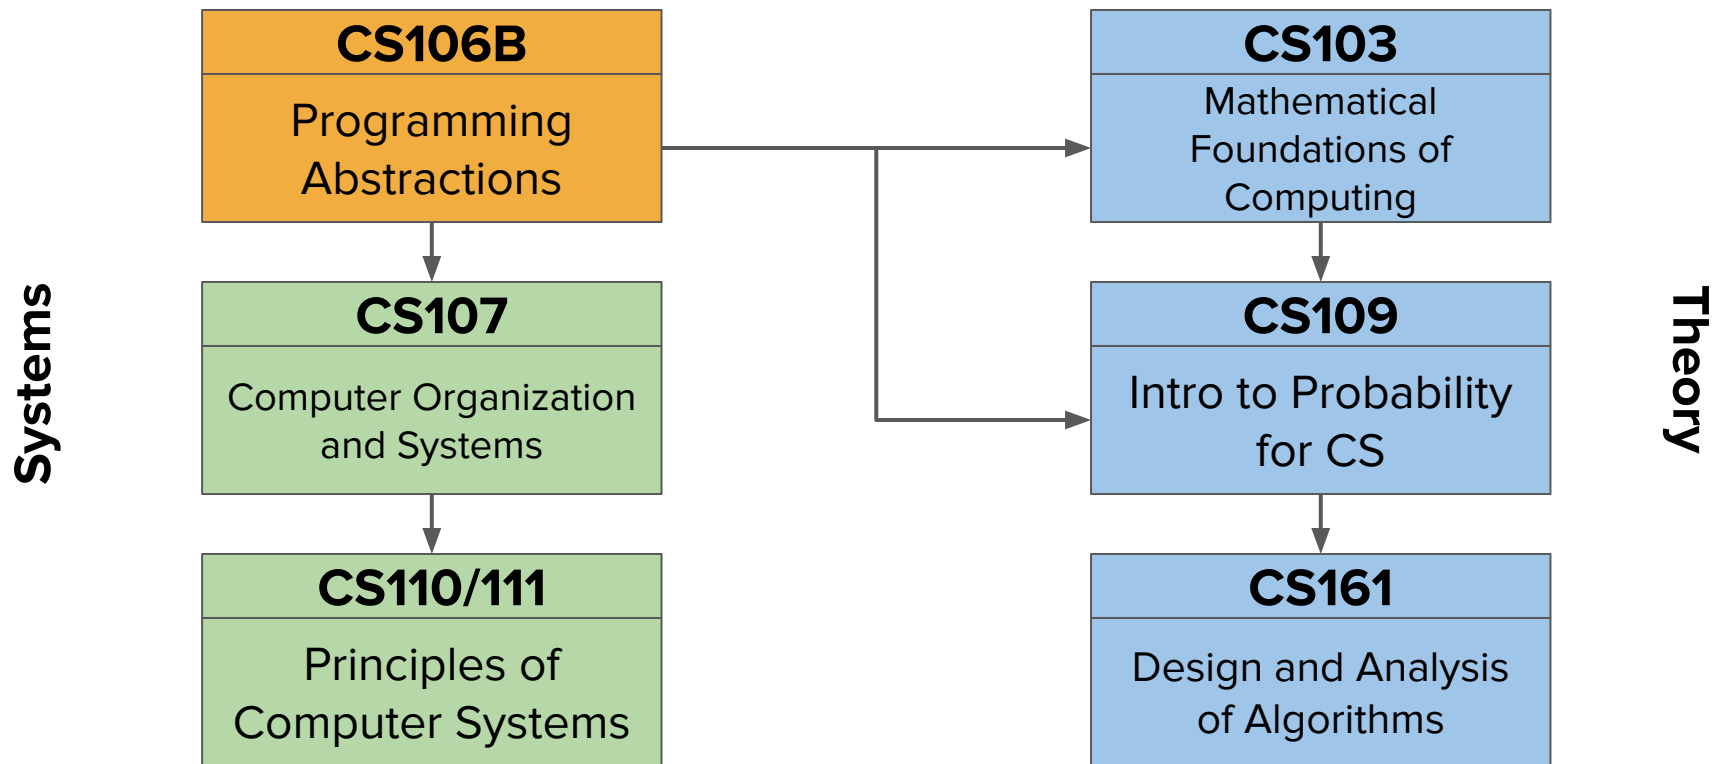 CS106B
Programming
Abstractions
CS103
Mathematical
Foundations of
Computing
Systems
CS107
Computer Organization
and Systems
CS109
Intro to Probability
for CS
Theory
CS110/111
Principles of
Computer Systems
CS161
Design and Analysis
of Algorithms